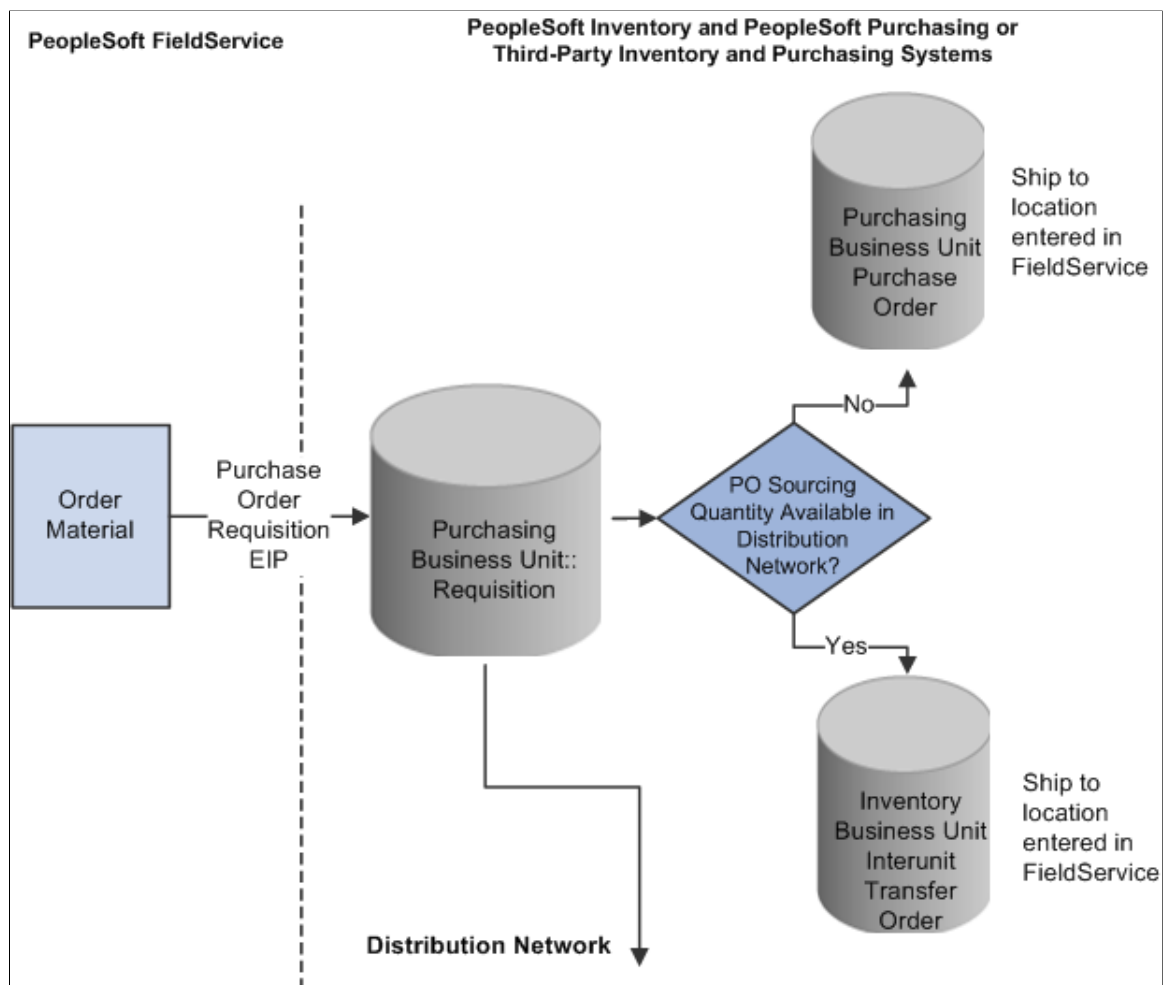 PeopleSoft FieldService
PeopleSoft Inventory and PeopleSoft Purchasing or
Third-Party Inventory and Purchasing Systems
Purchasing
Business Unit
Purchase
Order
Ship to
location
entered in
FieldService
No
Order
Material
Purchase
Order
Requisition
EIP
Purchasing
Business Unit::
Requisition
PO Sourcing
Quantity Available in
Distribution
Network?
Yes
Inventory
Business Unit
Interunit
Transfer
Order
Ship to
location
entered in
FieldService
Distribution Network